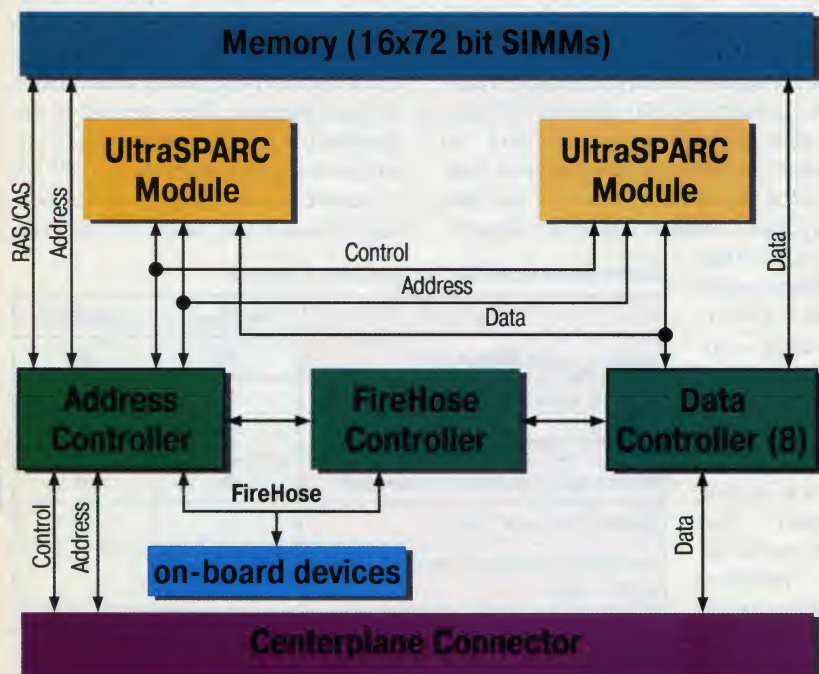 Memory (16x72 bit SIMMs)
UltraSPARC
Module
UltraSPARC
Module
RAS/CAS
Address
Control
Address
Data
Data
Address
Controller
FireHose
Controller
Data
Controller (8)
FireHose
Control
Address
on-board devices
Data
Centerplane Connector